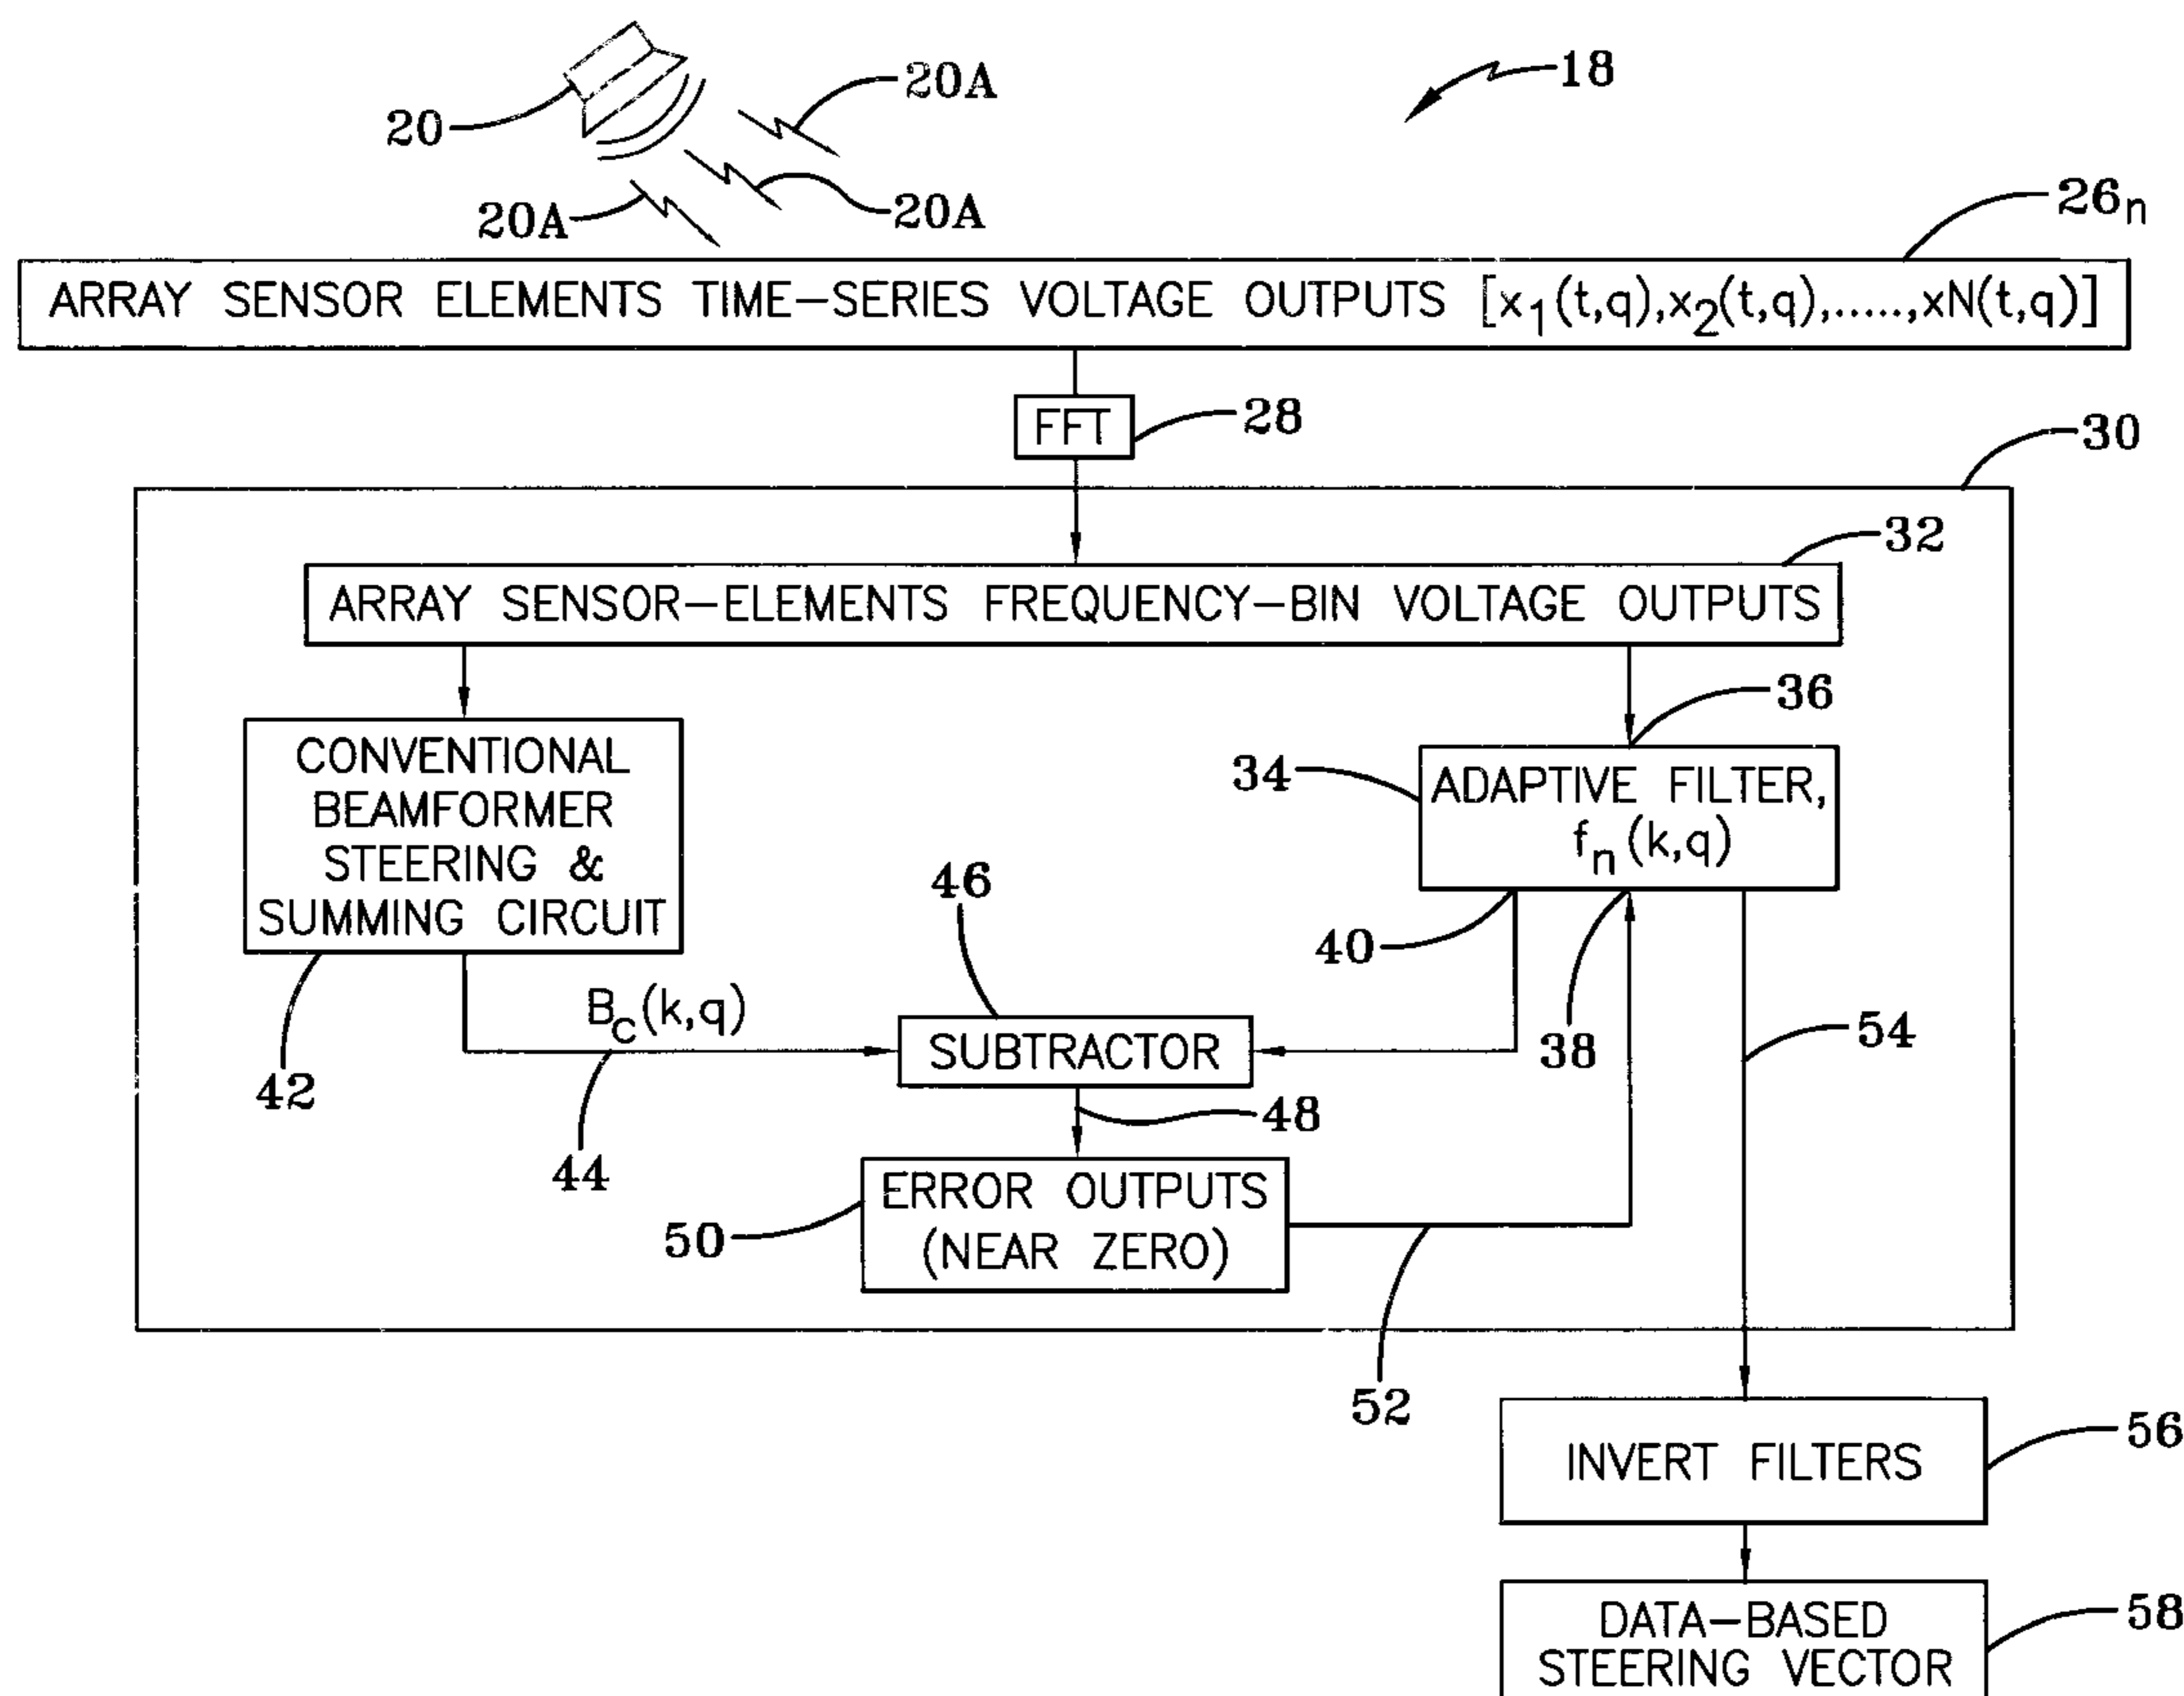 18
20
20A
20A
20A
26n
ARRAY SENSOR ELEMENTS TIME-SERIES VOLTAGE OUTPUTS [x1(t,q),x2(t,q),.....,xN(t,q)]
FFT
28
30
32
ARRAY SENSOR-ELEMENTS FREQUENCY-BIN VOLTAGE OUTPUTS
36
CONVENTIONAL
BEAMFORMER
STEERING &
SUMMING CIRCUIT
34
ADAPTIVE FILTER,
fn(k,q)
46
40
38
54
42
Bc(k,q)
44
SUBTRACTOR
48
50
ERROR OUTPUTS
(NEAR ZERO)
52
INVERT FILTERS
56
DATA-BASED
STEERING VECTOR
58